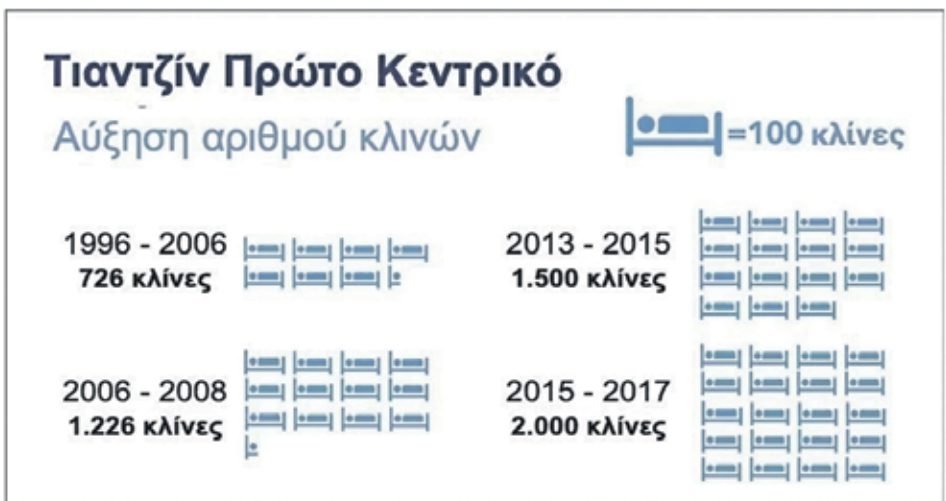 Τιαντζίν Πρώτο Κεντρικό
Αύξηση αριθμού κλινών
=100 κλίνες
1996 - 2006
726 κλίνες
2006 - 2008
1.226 κλίνες
2013 - 2015
1.500 κλίνες
2015 - 2017
2.000 κλίνες